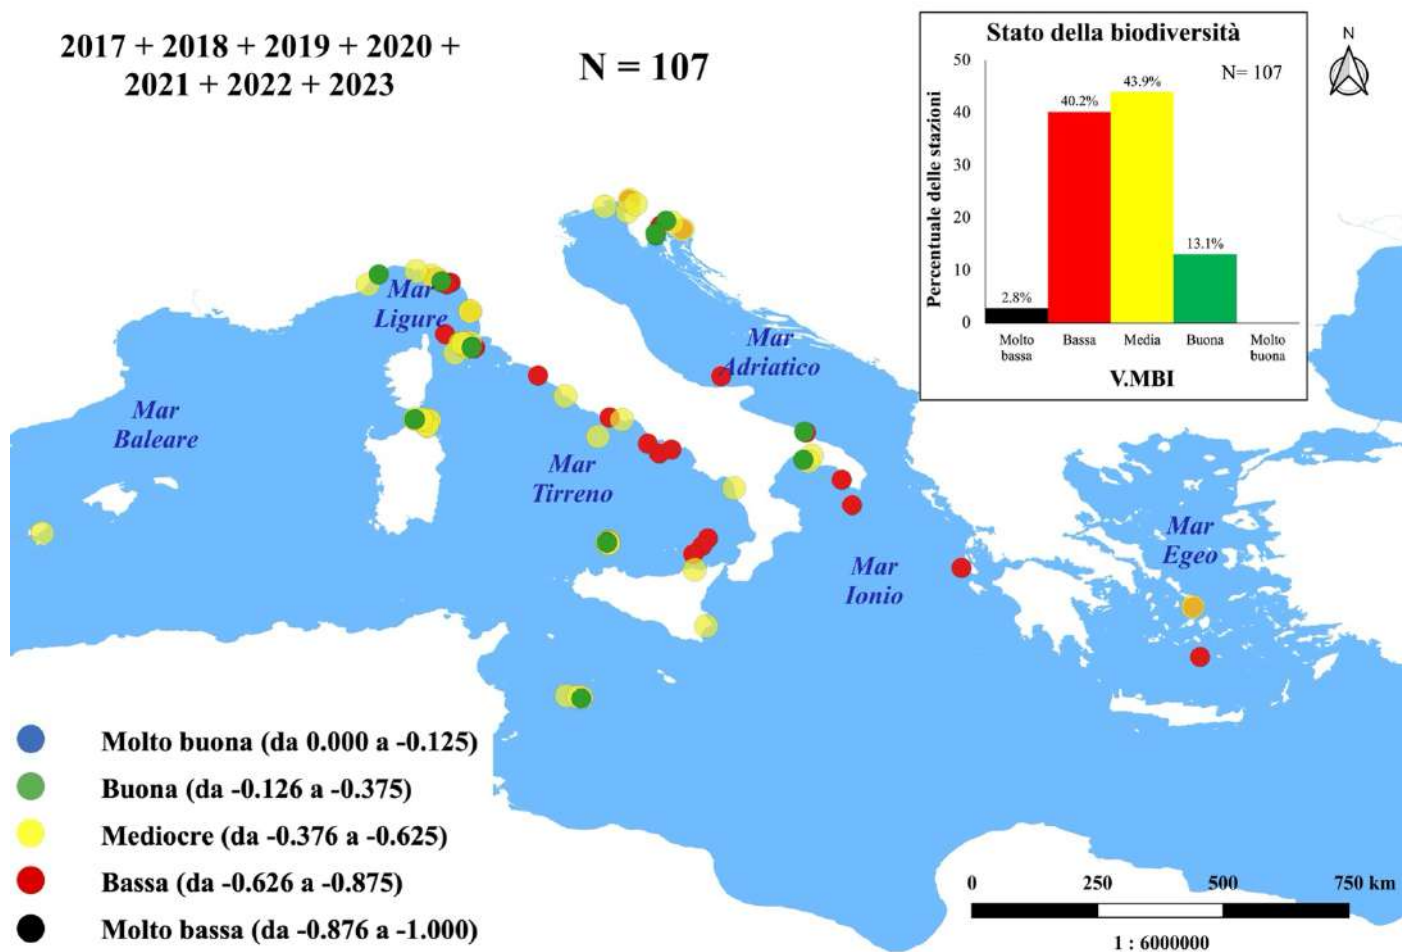 2017 + 2018 + 2019 + 2020 +
2021 + 2022 + 2023
N = 107
Stato della biodiversità
N= 107
Percentuale delle stazioni
50
40
30
20
10
0
2.8%
40.2%
43.9%
13.1%
Molto
bassa
Bassa
Media
Buona
Molto
buona
V.MBI
N
Mar
Ligure
Mar
Adriatico
Mar
Baleare
Mar
Tirreno
Mar
Ionio
Mar
Egeo
Molto buona (da 0.000 a -0.125)
Buona (da -0.126 a -0.375)
Mediocre (da -0.376 a -0.625)
Bassa (da -0.626 a -0.875)
Molto bassa (da -0.876 a -1.000)
0 250 500 750 km
1 : 6000000